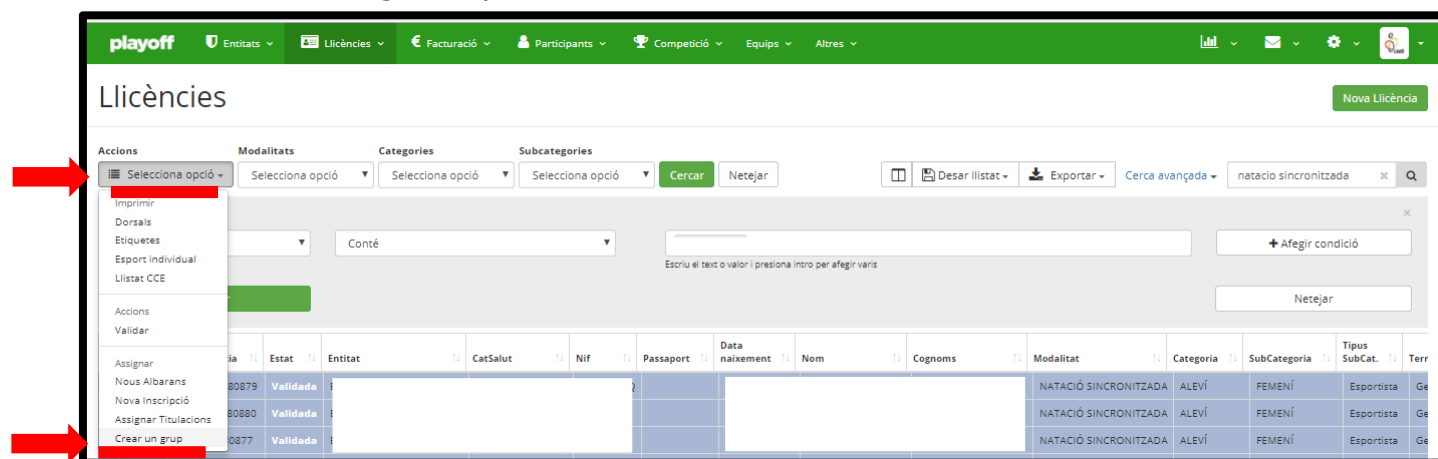 playoff Entitats Llicències € Facturació Participants Competició Equips Altres
Llicències
Nova Llicència
Accions Modalitats Categories Subcategories
Selecciona opció Selecciona opció Selecciona opció Selecciona opció Cercar Netejar Desar llistat Exportar Cerca avançada natacio sincronitzada
Imprimir
Dorsals
Etiquetes
Esport individual
Llistat CCE
Accions
Validar
Assignar
Nous Albarans
Nova Inscripció
Assignar Titulacions
Crear un grup
Conté
Escriu el text o valor i presiona intro per afegir varis
+ Afegir condició
Netejar
Estat Entitat CatSalut Nif Passaport Data naixement Nom Cognoms Modalitat Categoria SubCategoria Tipus SubCat. Terr
80879 Validada NATACIÓ SINCRONITZADA ALEVÍ FEMENÍ Esportista Ge
80880 Validada NATACIÓ SINCRONITZADA ALEVÍ FEMENÍ Esportista Ge
0877 Validada NATACIÓ SINCRONITZADA ALEVÍ FEMENÍ Esportista Ge